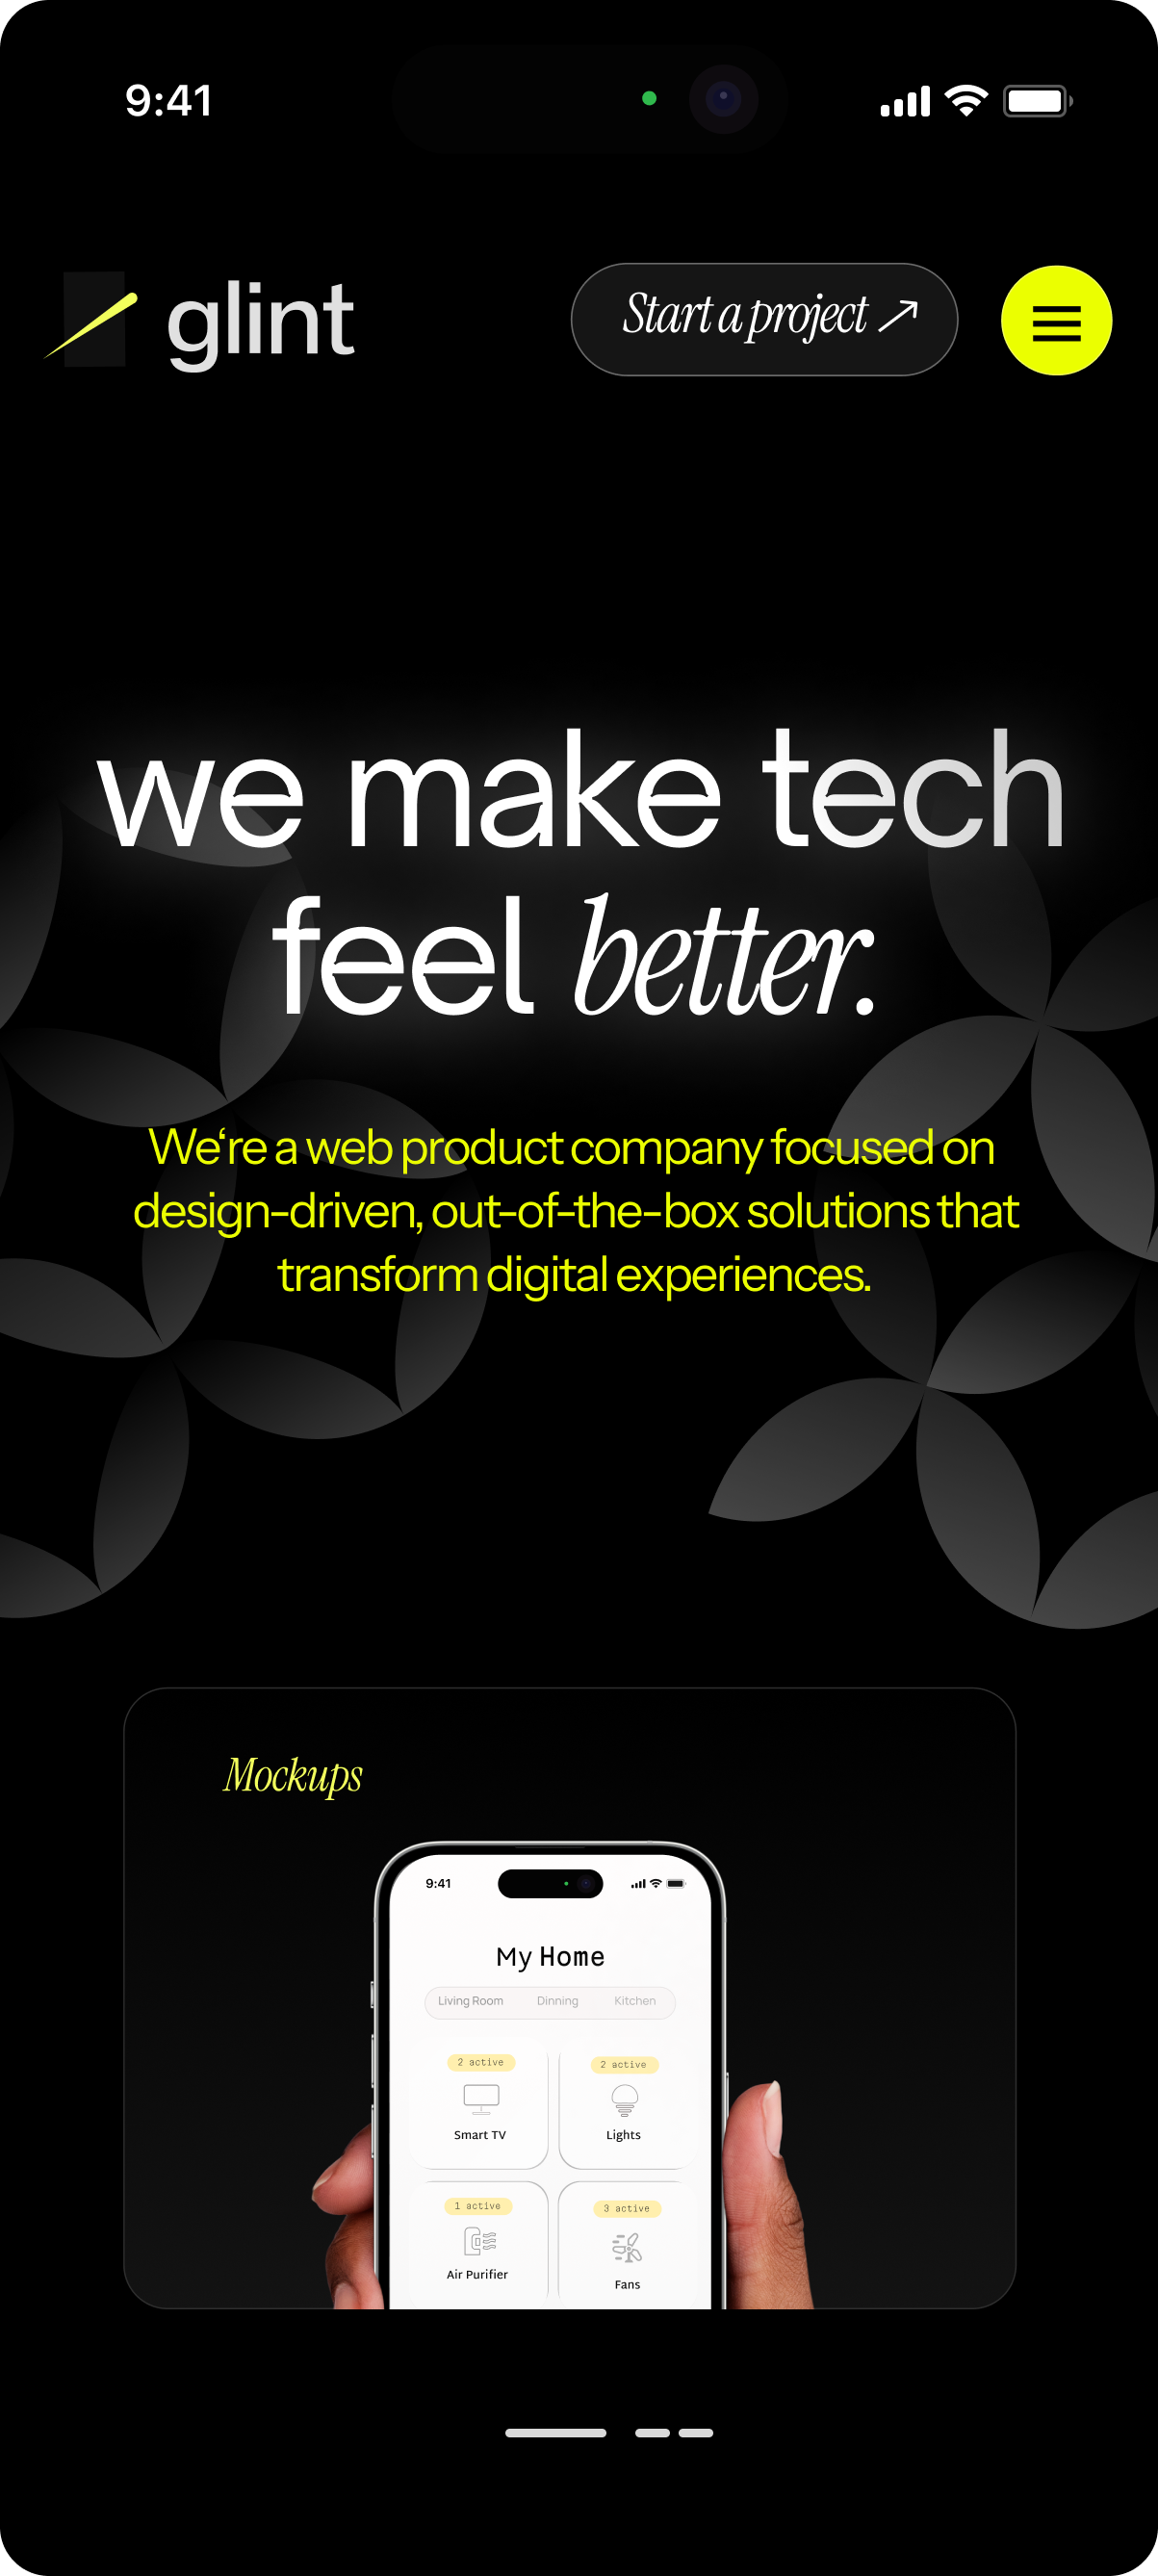 9:41
glint
Start a project ↗
we make tech
feel better.
We‘re a web product company focused on
design-driven, out-of-the-box solutions that
transform digital experiences.
Mockups
9:41
My Home
Living Room Dinning Kitchen
2 active 2 active
Smart TV Lights
1 active 3 active
Air Purifier Fans